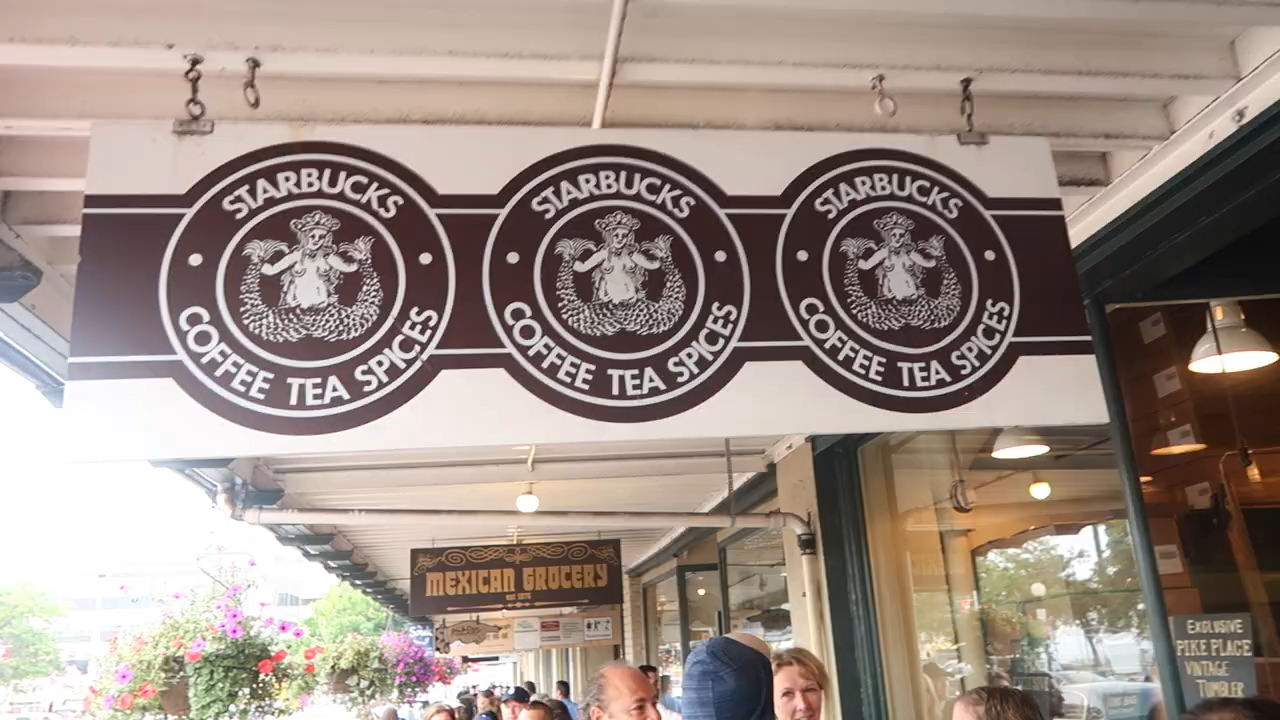 STARBUCKS
COFFEE TEA SPICES
STARBUCKS
COFFEE TEA SPICES
STARBUCKS
COFFEE TEA SPICES
MEXICAN GROCERY
EXCLUSIVE
PIKE PLACE
VINTAGE
TUMBLER